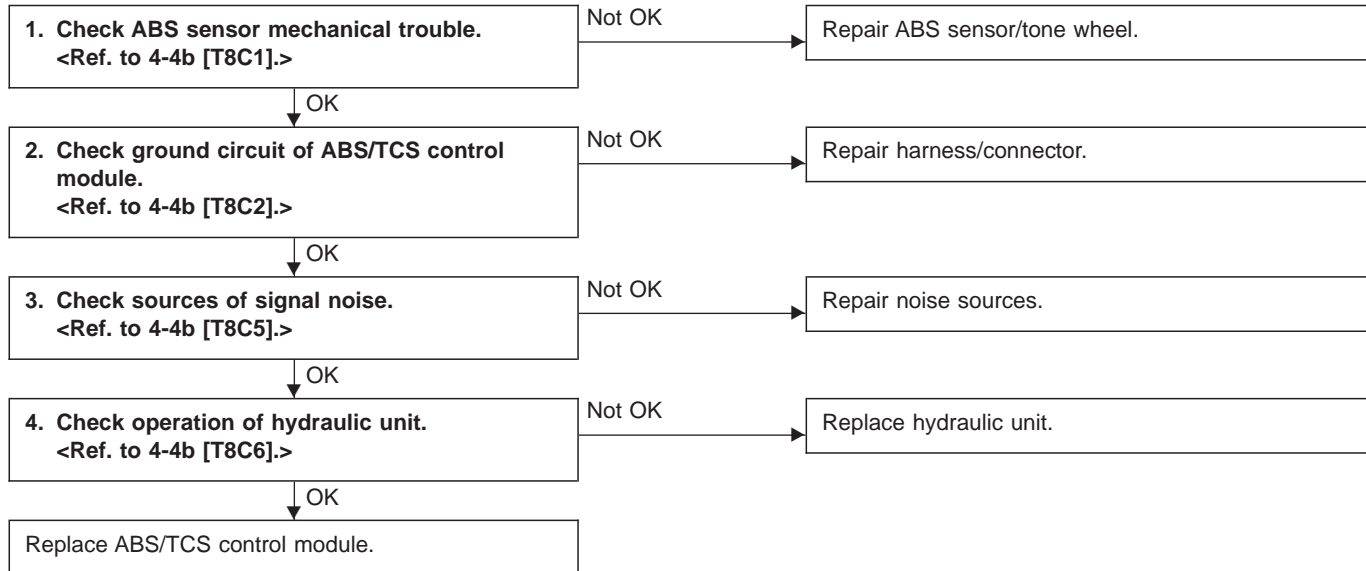 1. Check ABS sensor mechanical trouble.
<Ref. to 4-4b [T8C1].>
Not OK
Repair ABS sensor/tone wheel.
OK
2. Check ground circuit of ABS/TCS control
module.
<Ref. to 4-4b [T8C2].>
Not OK
Repair harness/connector.
OK
3. Check sources of signal noise.
<Ref. to 4-4b [T8C5].>
Not OK
Repair noise sources.
OK
4. Check operation of hydraulic unit.
<Ref. to 4-4b [T8C6].>
Not OK
Replace hydraulic unit.
OK
Replace ABS/TCS control module.